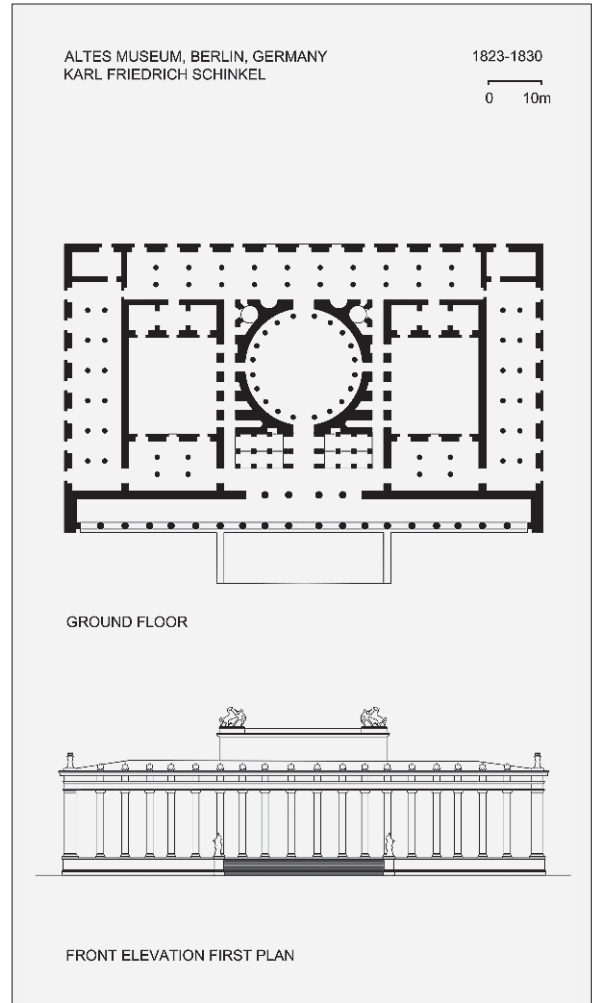 ALTES MUSEUM, BERLIN, GERMANY
KARL FRIEDRICH SCHINKEL
1823-1830
0 10m
GROUND FLOOR
FRONT ELEVATION FIRST PLAN